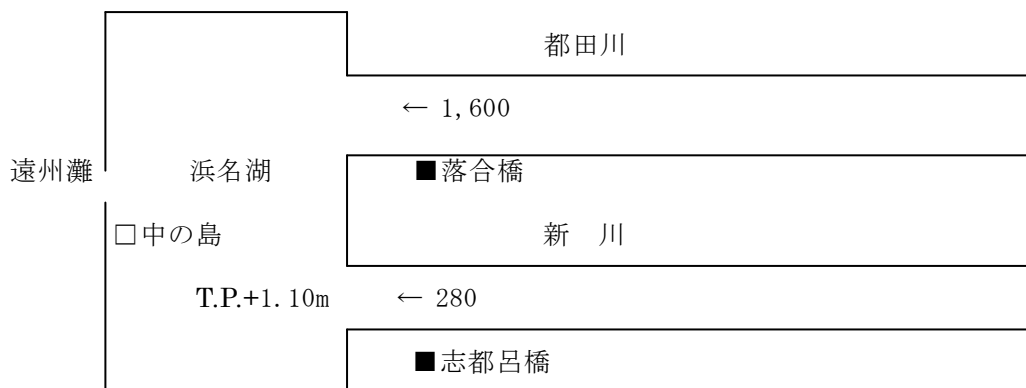 都田川
← 1,600
遠州灘 浜名湖 ■落合橋
□中の島 新 川
T.P.+1.10m ← 280
■志都呂橋